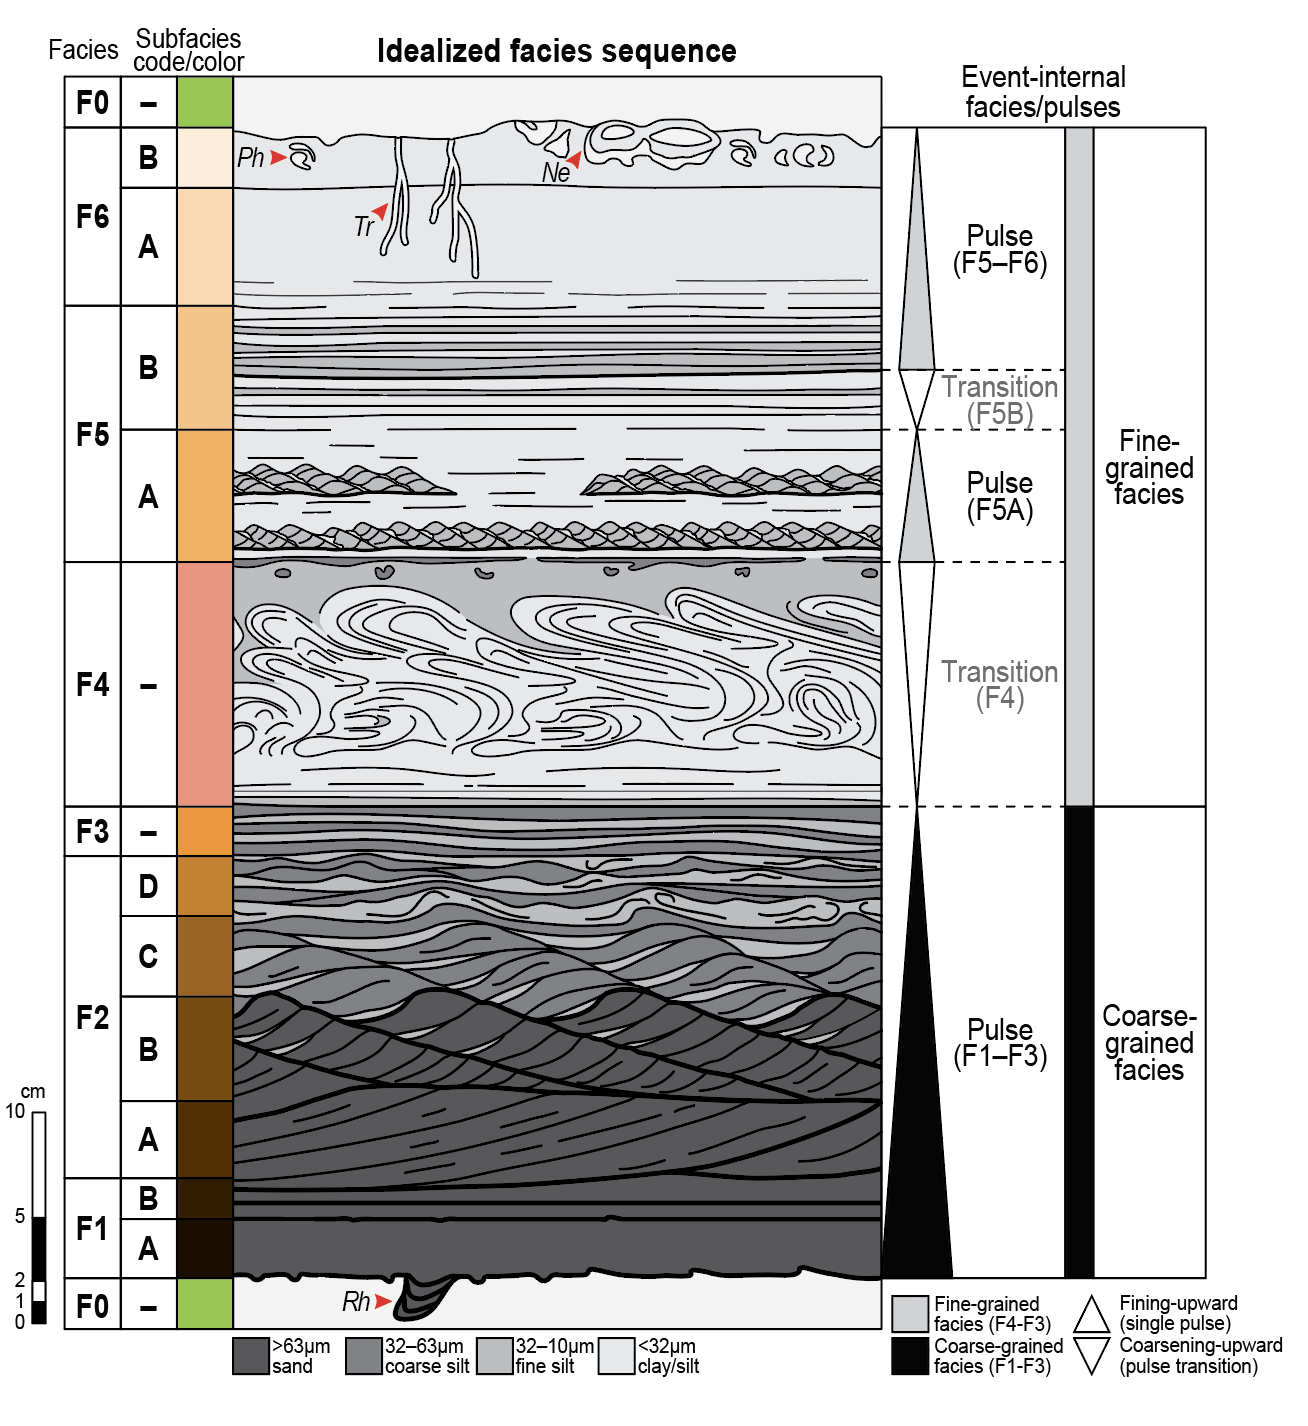 Idealized facies sequence
Facies
Subfacies
code/color
Event-internal
facies/pulses
F0
–
F6
B
A
Ph
Tr
Ne
Pulse
(F5–F6)
F5
B
A
Transition
(F5B)
Pulse
(F5A)
Fine-
grained
facies
F4
–
Transition
(F4)
F3
–
F2
D
C
B
A
Pulse
(F1–F3)
Coarse-
grained
facies
F1
B
A
F0
–
Rh
cm
10
5
2
1
0
>63µm
sand
32–63µm
coarse silt
32–10µm
fine silt
<32µm
clay/silt
Fine-grained
facies (F4-F3)
Coarse-grained
facies (F1-F3)
Fining-upward
(single pulse)
Coarsening-upward
(pulse transition)